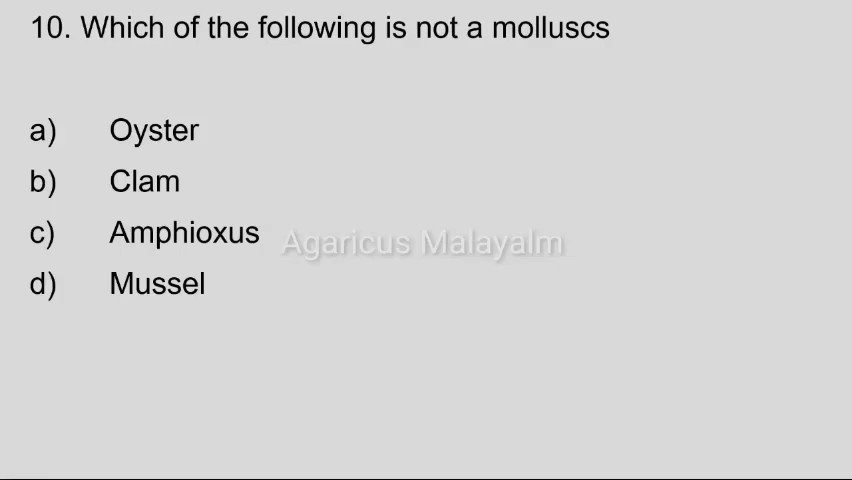 10. Which of the following is not a molluscs
a) Oyster
b) Clam
c) Amphioxus
Agaricus Malayalm
d) Mussel